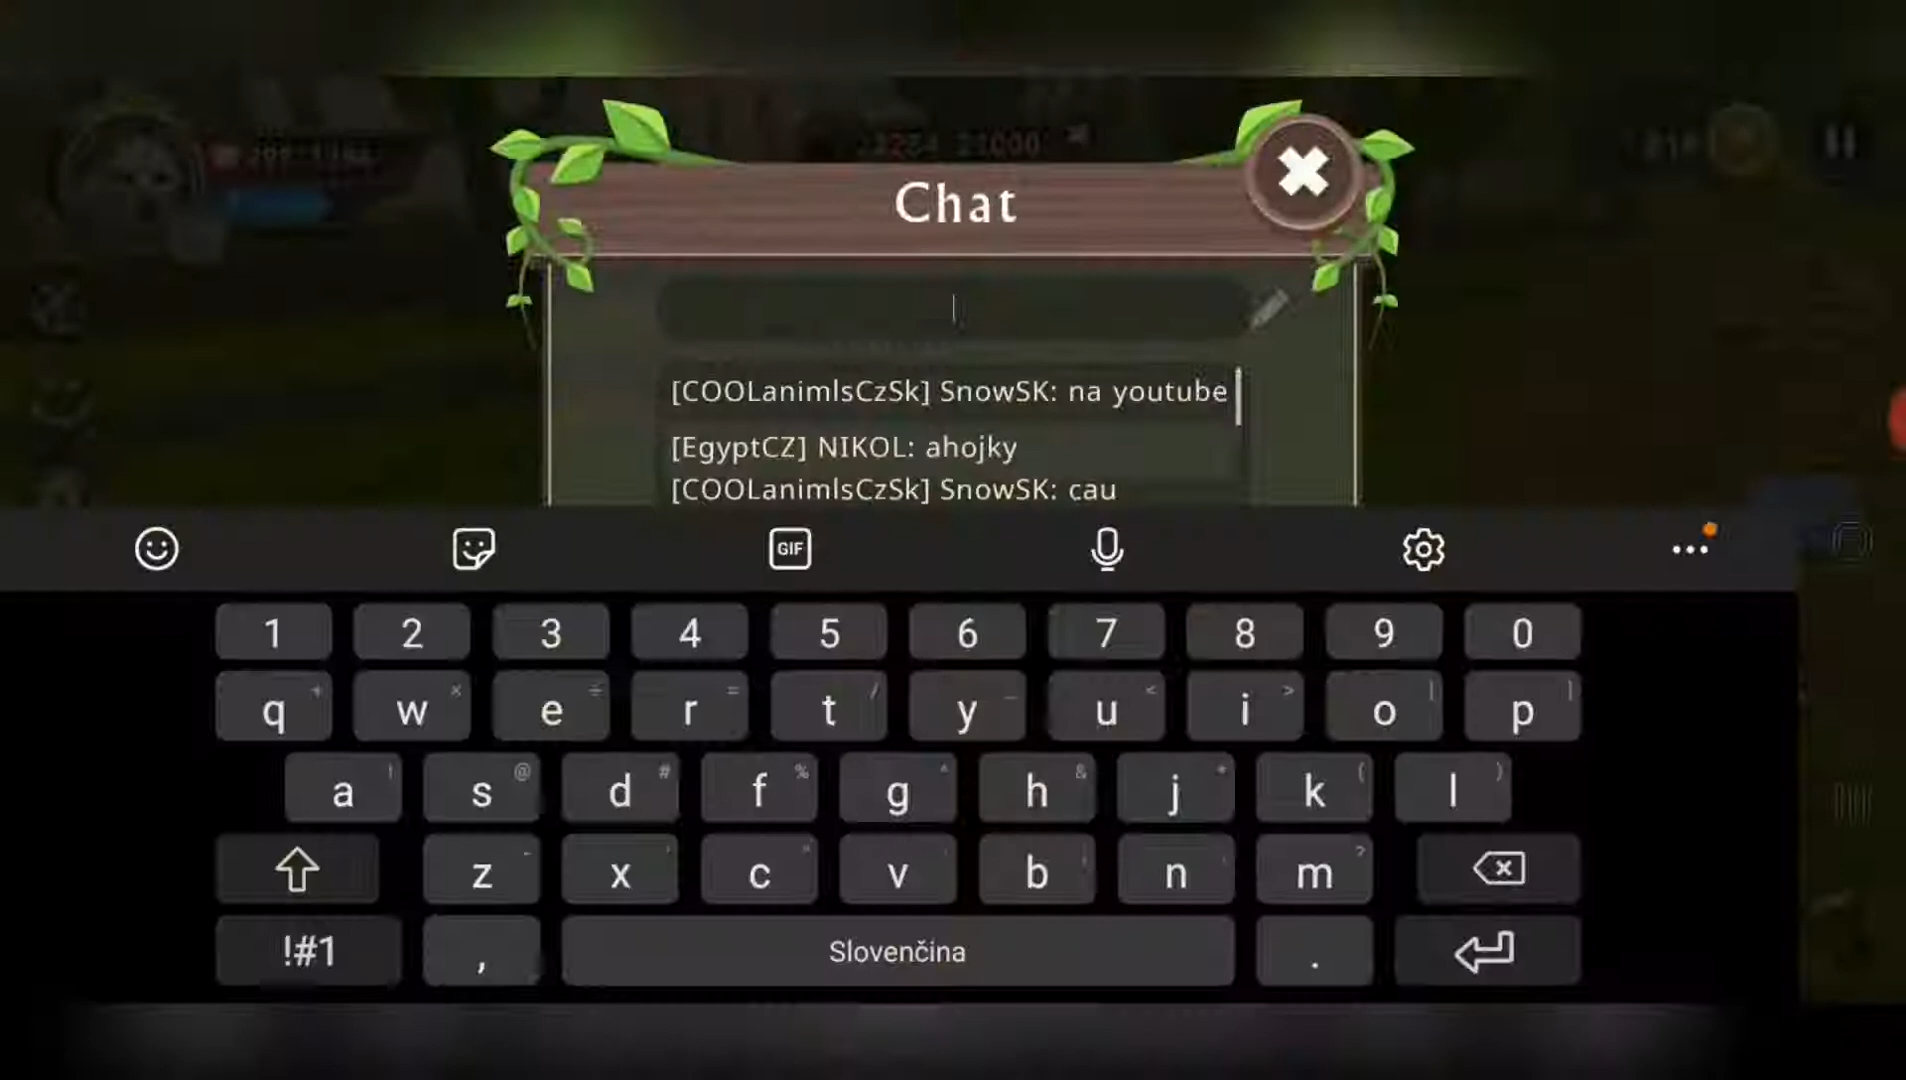 Chat
[COOLanimlsCzSk] SnowSK: na youtube
[EgyptCZ] NIKOL: ahojky
[COOLanimlsCzSk] SnowSK: cau
GIF
1 2 3 4 5 6 7 8 9 0
q w e r t y u i o p
a s d f g h j k l
z x c v b n m
!#1 , Slovenčina .